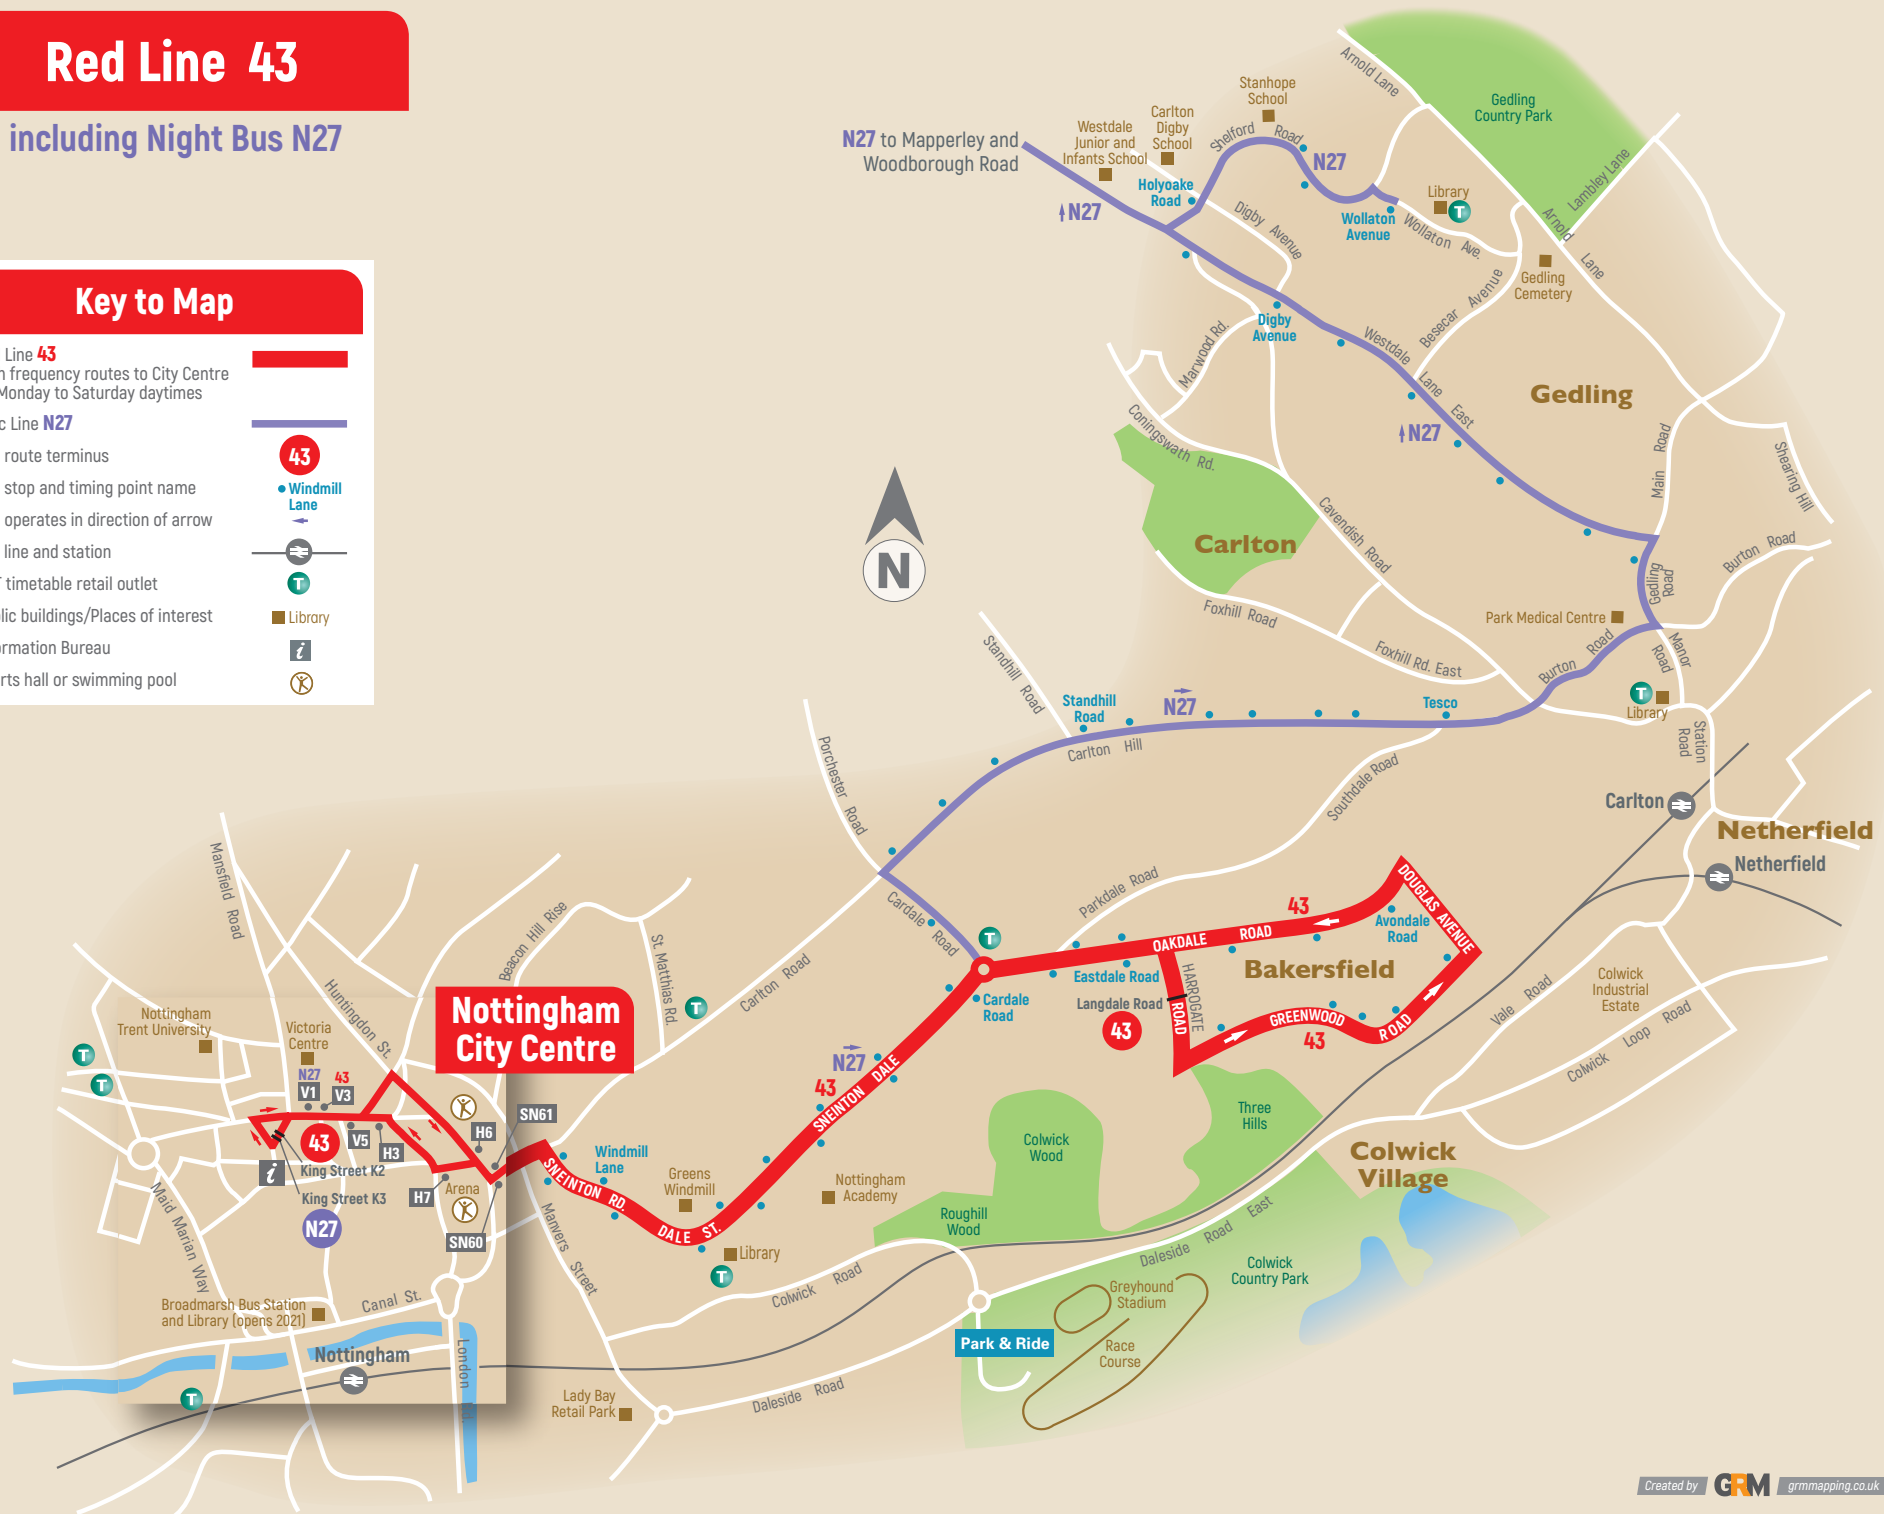 Red Line 43
including Night Bus N27
Key to Map
Line 43
frequency routes to City Centre
Monday to Saturday daytimes
Line N27
route terminus
43
stop and timing point name
Windmill
Lane
operates in direction of arrow
line and station
timetable retail outlet
T
buildings/Places of interest
Library
Bureau
i
hall or swimming pool
N27 to Mapperley and
Woodborough Road
N27
Westdale
Junior and
Infants School
Carlton
Digby
School
Stanhope
School
Shelford Road
N27
Holyoake
Road
Digby Avenue
Wollaton
Avenue
Wollaton Ave.
Library
T
Arnold Lane
Gedling
Country Park
Lambley Lane
Arnold Lane
Gedling
Cemetery
Besecar Avenue
Digby
Avenue
Marwood Rd.
Westdale Lane East
N27
Gedling
Main Road
Shearing Hill
Coningswath Rd.
Carlton
Cavendish Road
Foxhill Road
Foxhill Rd. East
Gedling
Road
Burton Road
Park Medical Centre
Burton Road
Manor
Road
T
Library
Station
Road
N
Standhill Road
Standhill
Road
N27
Tesco
Carlton Hill
Porchester Road
Southdale Road
Carlton
Netherfield
Netherfield
Parkdale Road
Cardale Road
T
43
DOUGLAS AVENUE
Avondale
Road
OAKDALE ROAD
Eastdale Road
Bakersfield
Cardale
Road
Langdale Road
43
HARROGATE
ROAD
GREENWOOD ROAD
43
Vale Road
Colwick
Industrial
Estate
Colwick Loop Road
Mansfield Road
Huntingdon St.
Beacon Hill Rise
St. Matthias Rd.
Carlton Road
T
Nottingham
City Centre
Nottingham
Trent University
Victoria
Centre
T
T
N27
V1
43
V3
V5
H3
H6
SN61
43
King Street K2
King Street K3
N27
i
H7
Arena
SN60
Maid Marian Way
Manvers Street
Broadmarsh Bus Station
and Library (opens 2021)
Canal St.
Nottingham
London
T
N27
43
SNEINTON DALE
SNEINTON RD.
DALE ST.
Windmill
Lane
Greens
Windmill
Library
T
Nottingham
Academy
Colwick Road
Roughill
Wood
Colwick
Wood
Three
Hills
Colwick
Village
Daleside Road East
Colwick
Country Park
Greyhound
Stadium
Race
Course
Park & Ride
Daleside Road
Lady Bay
Retail Park
Created by GRM grmmapping.co.uk